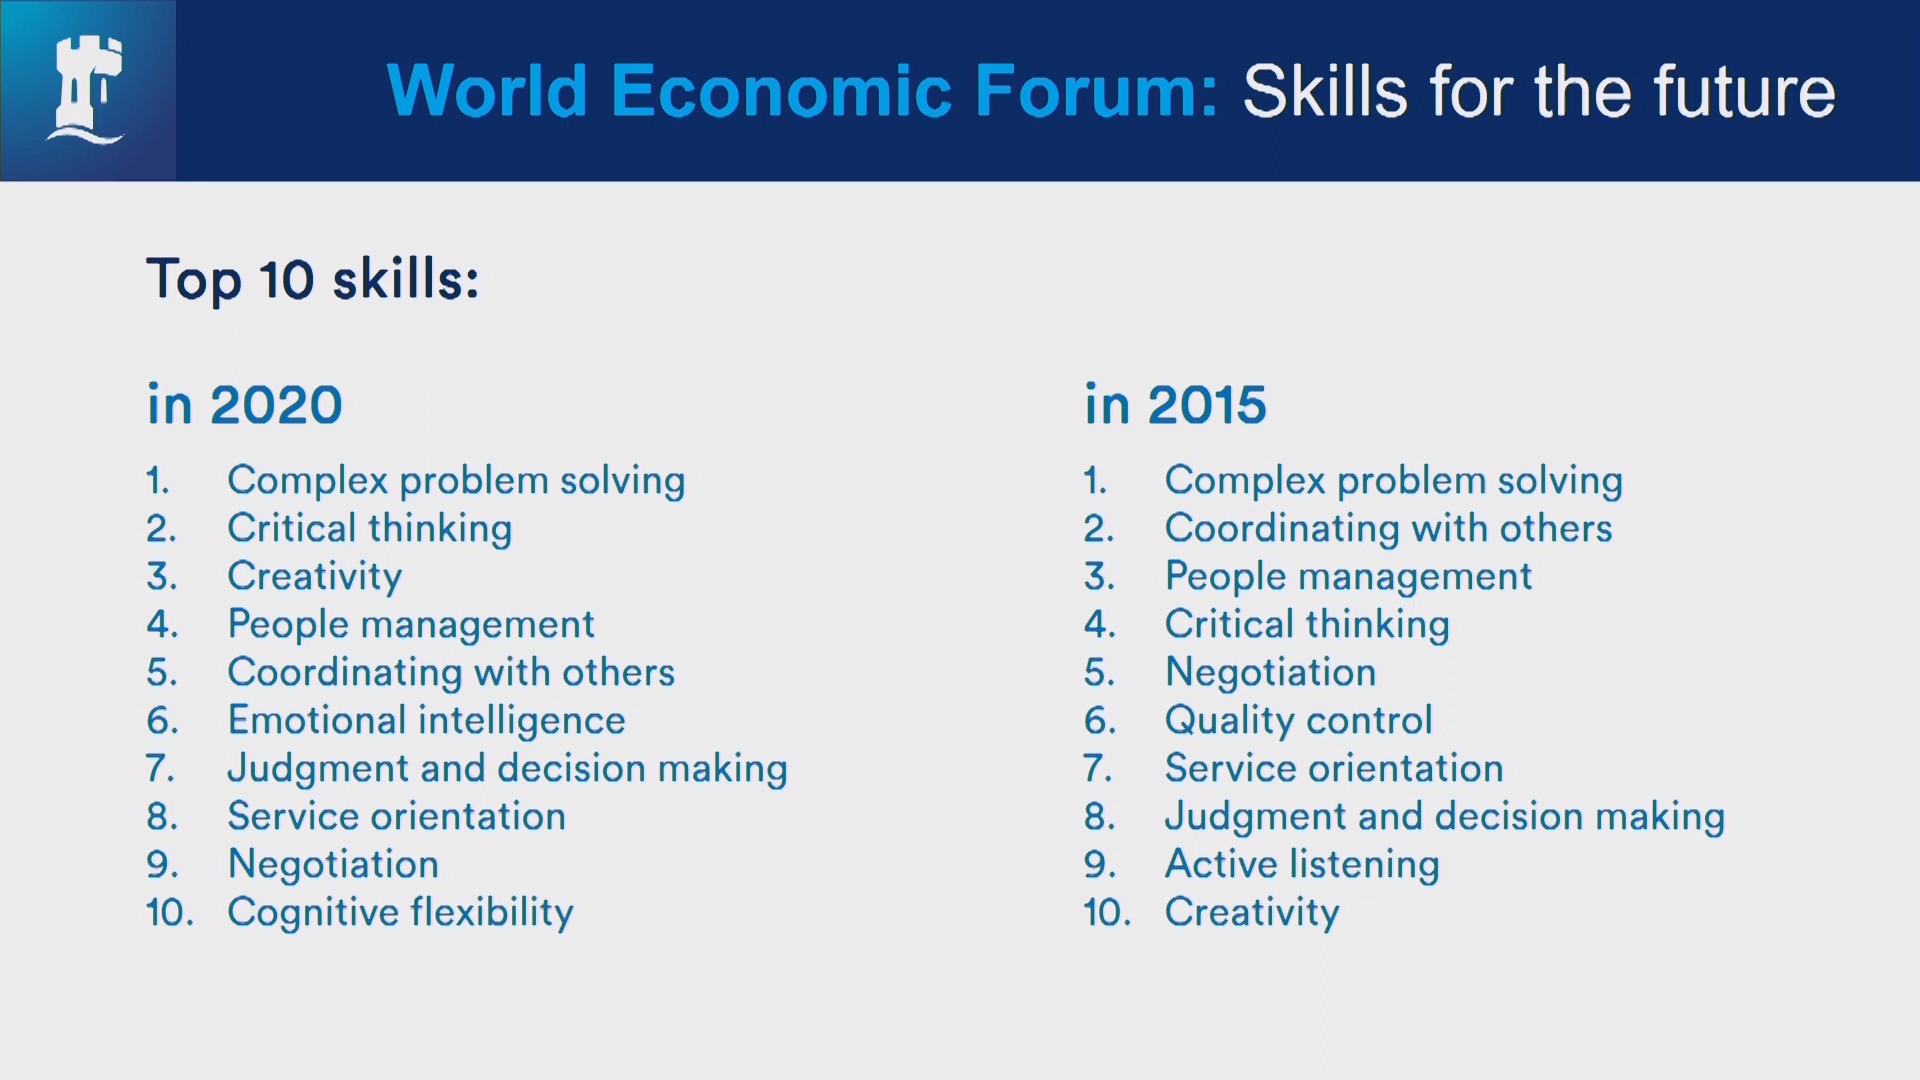 World Economic Forum: Skills for the future
Top 10 skills:
in 2020
1. Complex problem solving
2. Critical thinking
3. Creativity
4. People management
5. Coordinating with others
6. Emotional intelligence
7. Judgment and decision making
8. Service orientation
9. Negotiation
10. Cognitive flexibility
in 2015
1. Complex problem solving
2. Coordinating with others
3. People management
4. Critical thinking
5. Negotiation
6. Quality control
7. Service orientation
8. Judgment and decision making
9. Active listening
10. Creativity